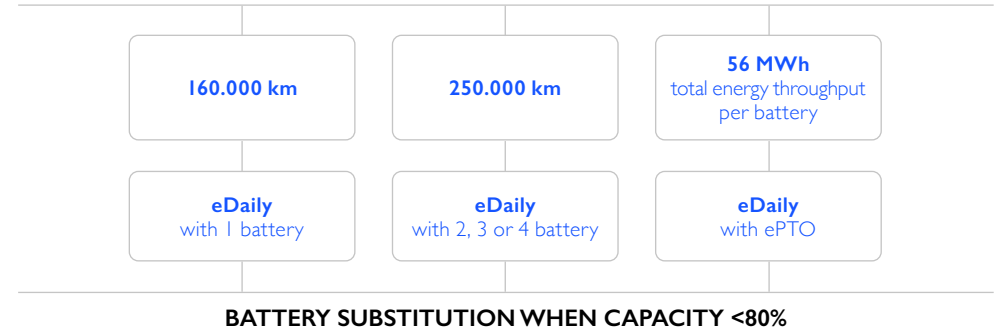 160.000 km
250.000 km
56 MWh
total energy throughput
per battery
eDaily
with 1 battery
eDaily
with 2, 3 or 4 battery
eDaily
with ePTO
BATTERY SUBSTITUTION WHEN CAPACITY <80%